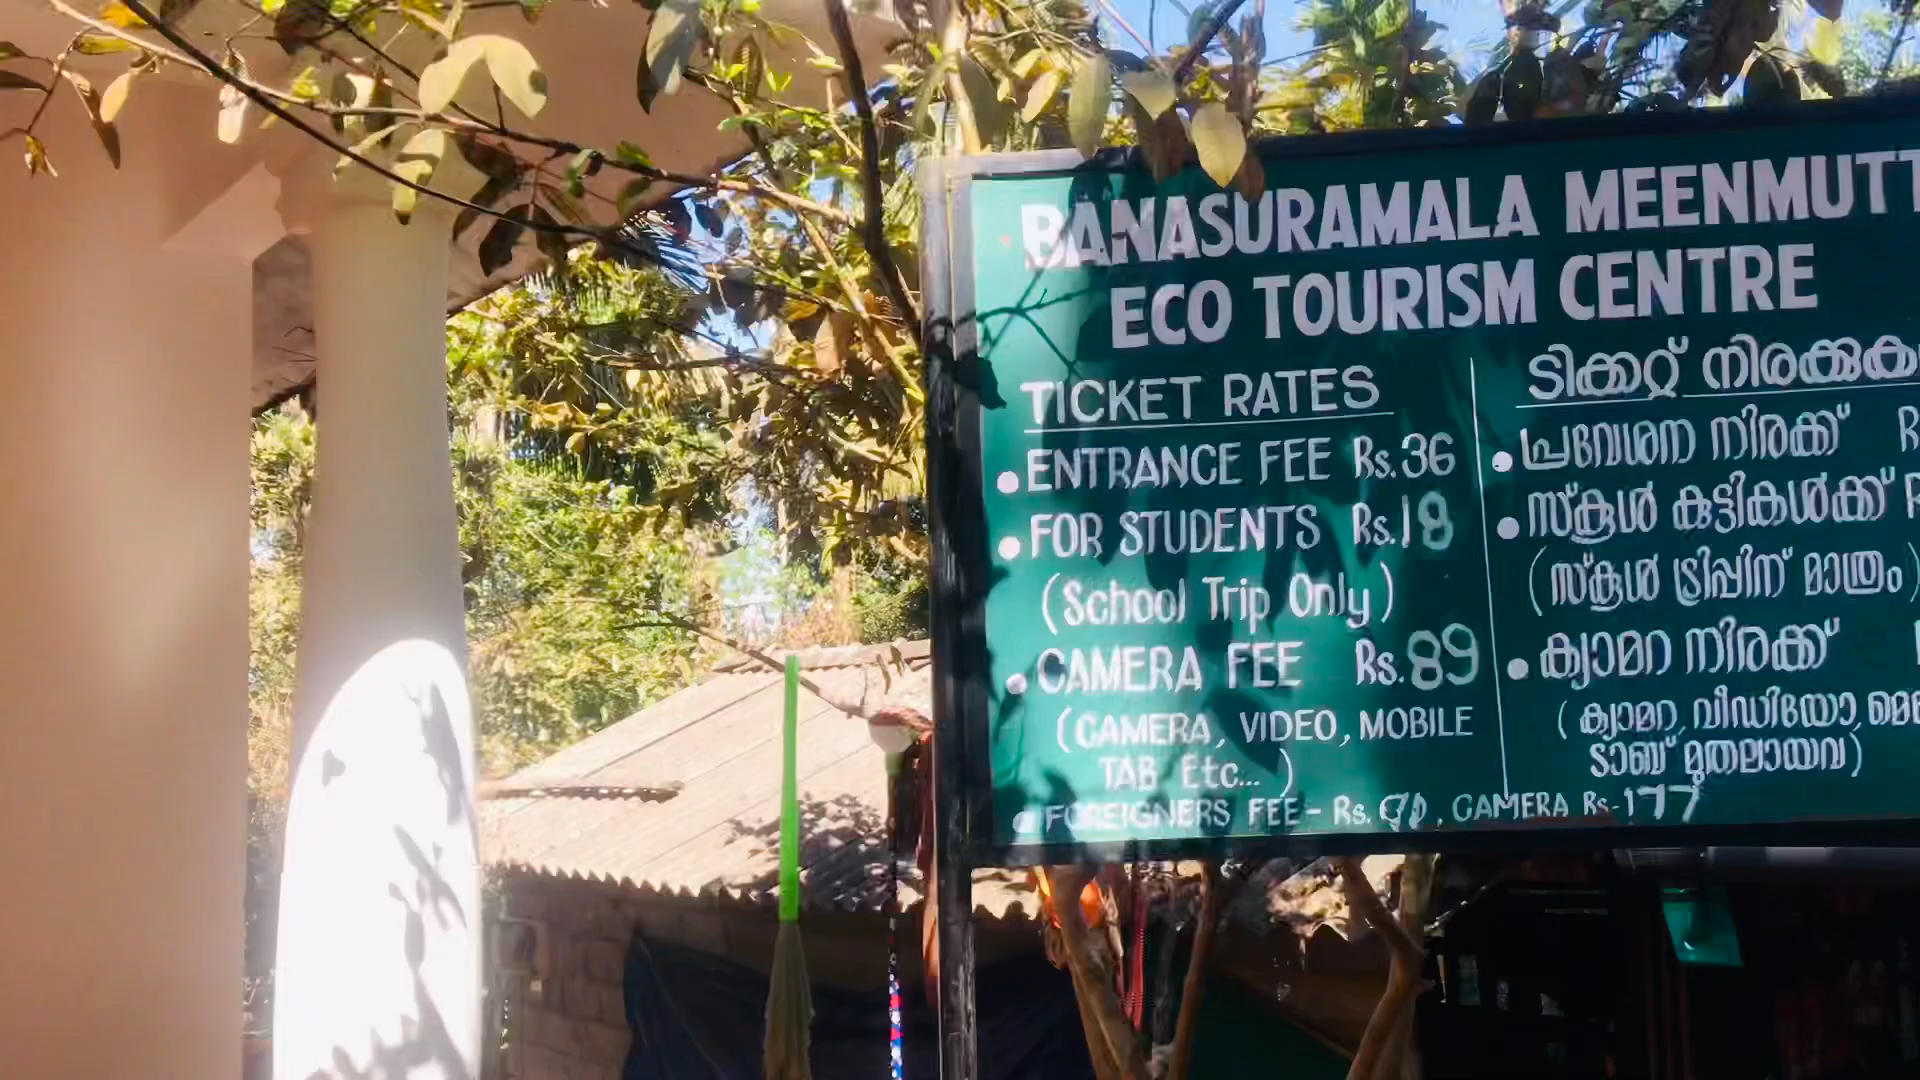 BANASURAMALA MEENMUTT
ECO TOURISM CENTRE
TICKET RATES
ENTRANCE FEE Rs.36
FOR STUDENTS Rs.18
(School Trip Only)
CAMERA FEE Rs.89
(CAMERA, VIDEO, MOBILE
TAB Etc... )
FOREIGNERS FEE - Rs. , CAMERA Rs-177
ടിക്കറ്റ് നിരക്കുക
പ്രവേശന നിരക്ക് R
സ്കൂൾ കുട്ടികൾക്ക് R
(സ്കൂൾ ട്രിപ്പിന് മാത്രം)
ക്യാമറ നിരക്ക്
(ക്യാമറ, വീഡിയോ,
ടാബ് മുതലായവ)